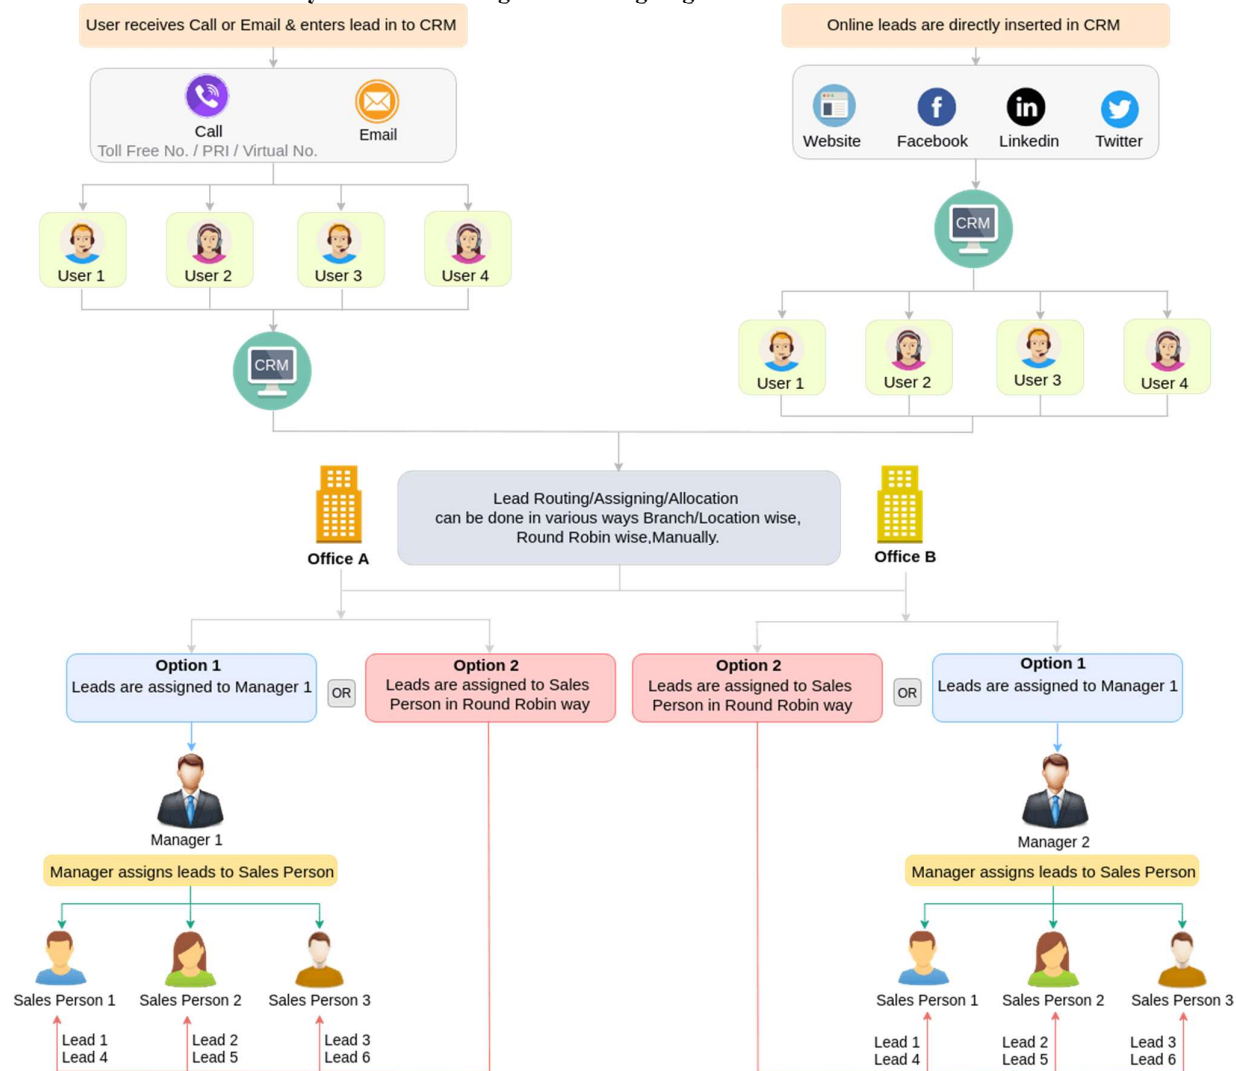 User receives Call or Email & enters lead in to CRM
Online leads are directly inserted in CRM
Call
Email
Toll Free No. / PRI / Virtual No.
Website
Facebook
Linkedin
Twitter
User 1
User 2
User 3
User 4
CRM
CRM
User 1
User 2
User 3
User 4
Lead Routing/Assigning/Allocation
can be done in various ways Branch/Location wise,
Round Robin wise,Manually.
Office A
Office B
Option 1
Leads are assigned to Manager 1
OR
Option 2
Leads are assigned to Sales
Person in Round Robin way
Option 2
Leads are assigned to Sales
Person in Round Robin way
OR
Option 1
Leads are assigned to Manager 1
Manager 1
Manager 2
Manager assigns leads to Sales Person
Manager assigns leads to Sales Person
Sales Person 1
Sales Person 2
Sales Person 3
Sales Person 1
Sales Person 2
Sales Person 3
Lead 1
Lead 4
Lead 2
Lead 5
Lead 3
Lead 6
Lead 1
Lead 4
Lead 2
Lead 5
Lead 3
Lead 6